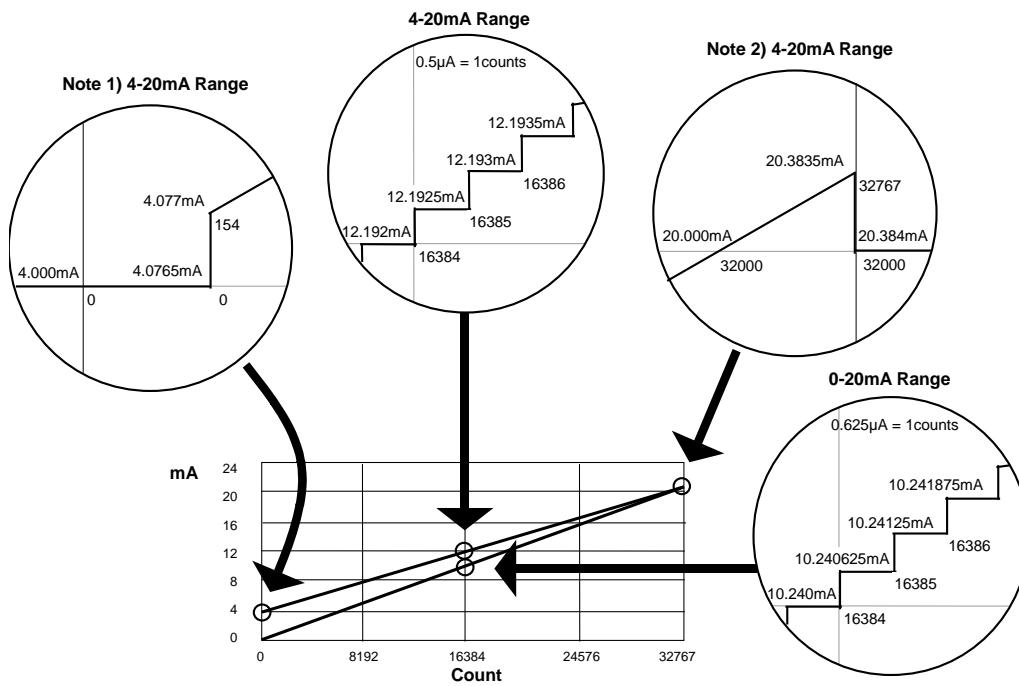 4-20mA Range
0.5µA = 1counts
12.1935mA
12.193mA
16386
12.1925mA
16385
12.192mA
16384
Note 1) 4-20mA Range
4.077mA
154
4.000mA
4.0765mA
0
0
Note 2) 4-20mA Range
20.3835mA
32767
20.000mA
20.384mA
32000
32000
0-20mA Range
0.625µA = 1counts
10.241875mA
10.24125mA
16386
10.240625mA
16385
10.240mA
16384
mA
24
20
16
12
8
4
0
0
8192
16384
24576
32767
Count